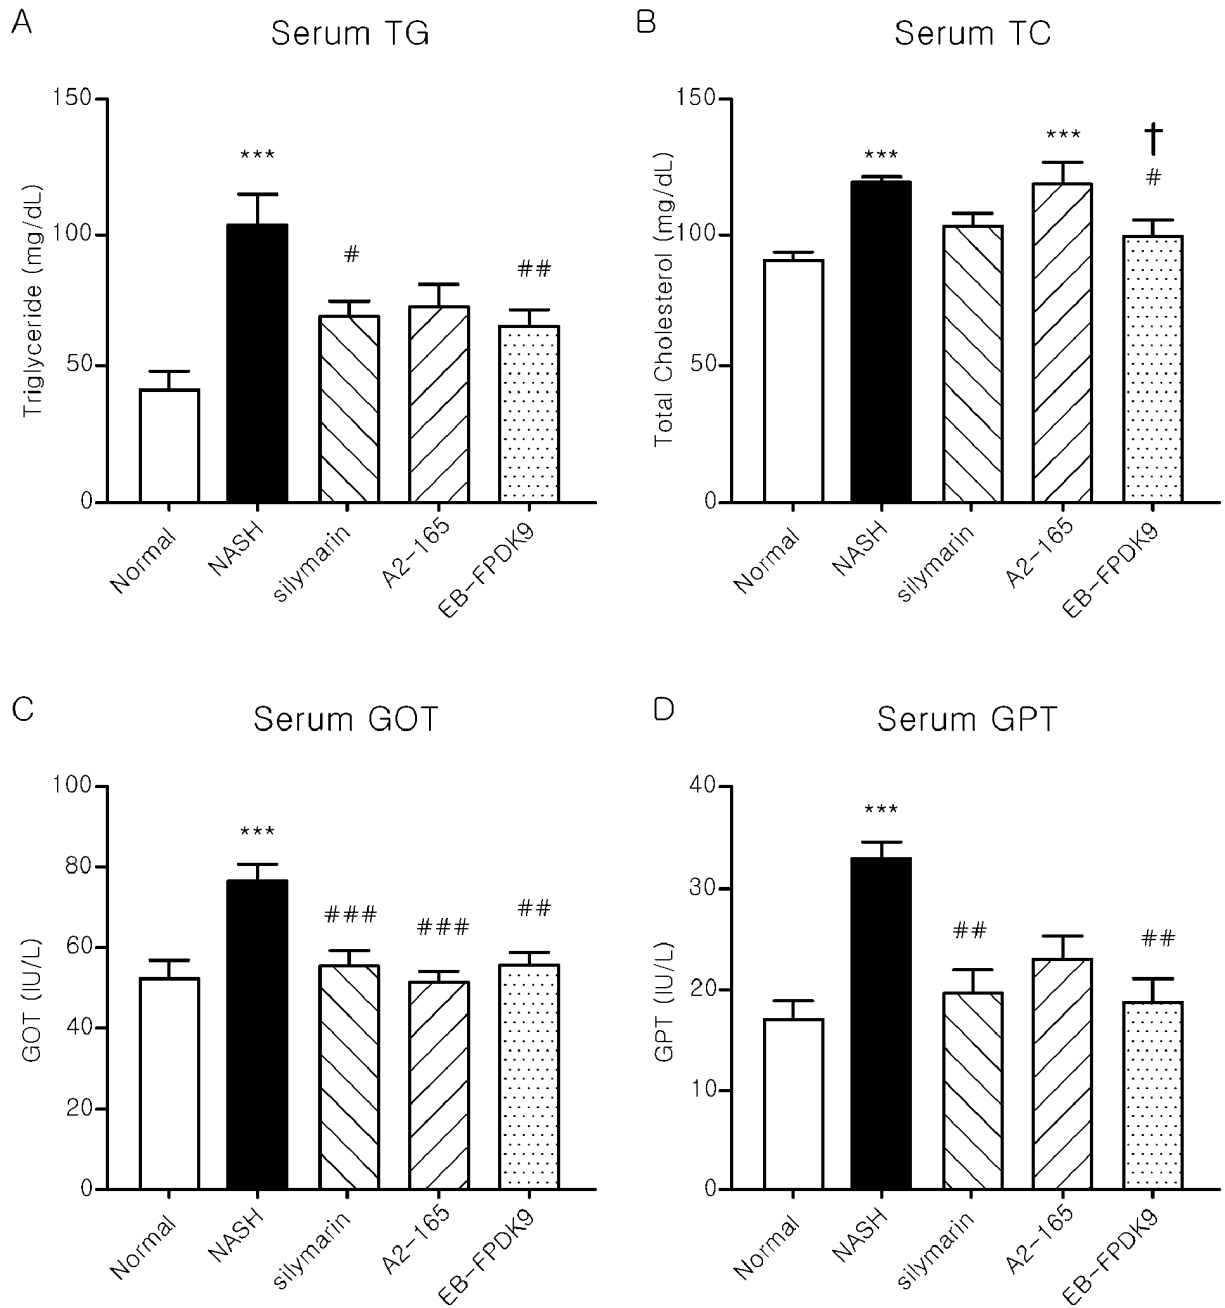 A
Serum TG
Triglyceride (mg/dL)
150
100
50
0
***
#
##
Normal
NASH
silymarin
A2-165
EB-FPDK9
B
Serum TC
Total Cholesterol (mg/dL)
150
100
50
0
***
***
†
#
Normal
NASH
silymarin
A2-165
EB-FPDK9
C
Serum GOT
GOT (IU/L)
100
80
60
40
20
0
***
###
###
##
Normal
NASH
silymarin
A2-165
EB-FPDK9
D
Serum GPT
GPT (IU/L)
40
30
20
10
0
***
##
##
Normal
NASH
silymarin
A2-165
EB-FPDK9